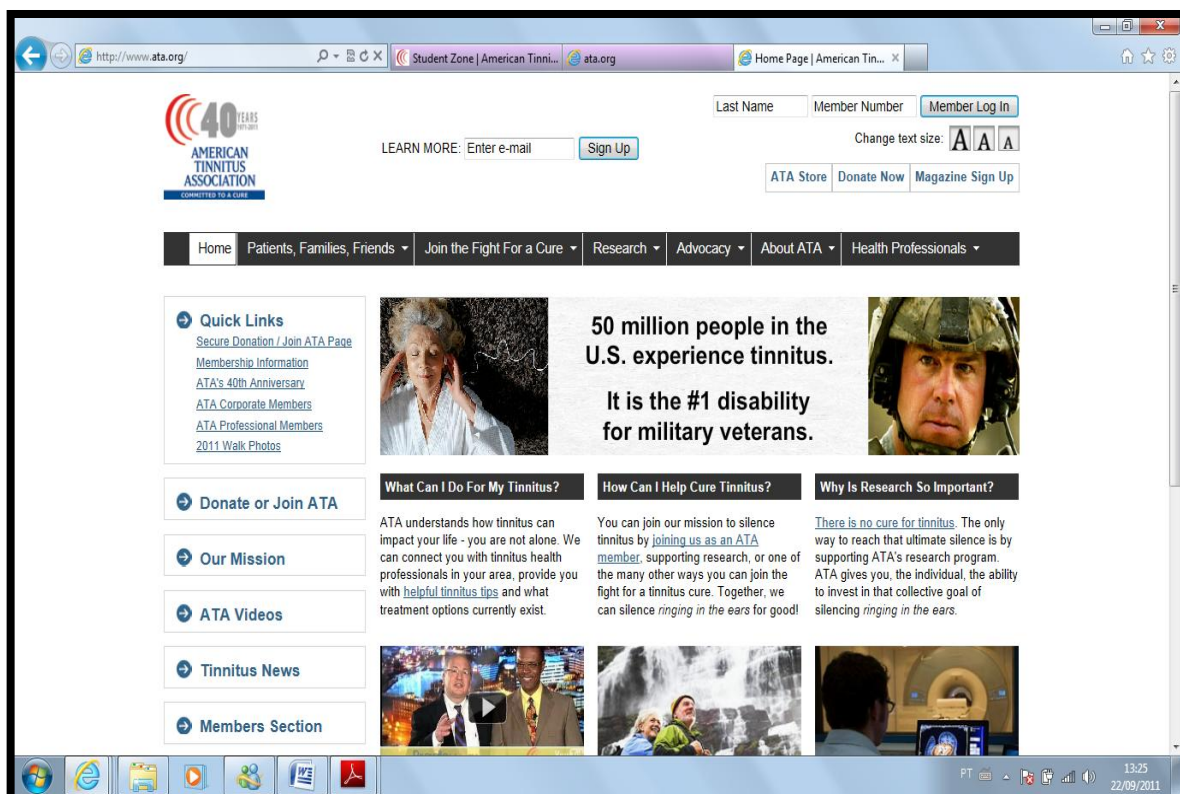 http://www.ata.org/
Student Zone | American Tinni...
ata.org
Home Page | American Tin...
40 YEARS
1971-2011
AMERICAN
TINNITUS
ASSOCIATION
COMMITTED TO A CURE
LEARN MORE: Enter e-mail Sign Up
Last Name Member Number Member Log In
Change text size: A A A
ATA Store Donate Now Magazine Sign Up
Home Patients, Families, Friends Join the Fight For a Cure Research Advocacy About ATA Health Professionals
Quick Links
Secure Donation / Join ATA Page
Membership Information
ATA's 40th Anniversary
ATA Corporate Members
ATA Professional Members
2011 Walk Photos
Donate or Join ATA
Our Mission
ATA Videos
Tinnitus News
Members Section
50 million people in the
U.S. experience tinnitus.
It is the #1 disability
for military veterans.
What Can I Do For My Tinnitus?
ATA understands how tinnitus can
impact your life - you are not alone. We
can connect you with tinnitus health
professionals in your area, provide you
with helpful tinnitus tips and what
treatment options currently exist.
How Can I Help Cure Tinnitus?
You can join our mission to silence
tinnitus by joining us as an ATA
member, supporting research, or one of
the many other ways you can join the
fight for a tinnitus cure. Together, we
can silence ringing in the ears for good!
Why Is Research So Important?
There is no cure for tinnitus. The only
way to reach that ultimate silence is by
supporting ATA's research program.
ATA gives you, the individual, the ability
to invest in that collective goal of
silencing ringing in the ears.
PT
13:25
22/09/2011